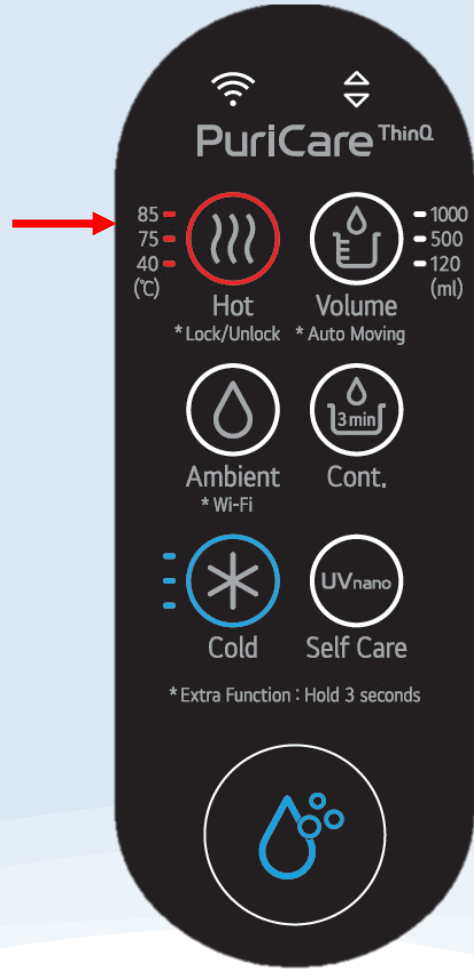 PuriCare ThinQ
85
75
40
(℃)
1000
500
120
(ml)
Hot
Volume
*Lock/Unlock
* Auto Moving
3min
Ambient
Cont.
* Wi-Fi
UVnano
Cold
Self Care
*Extra Function : Hold 3 seconds